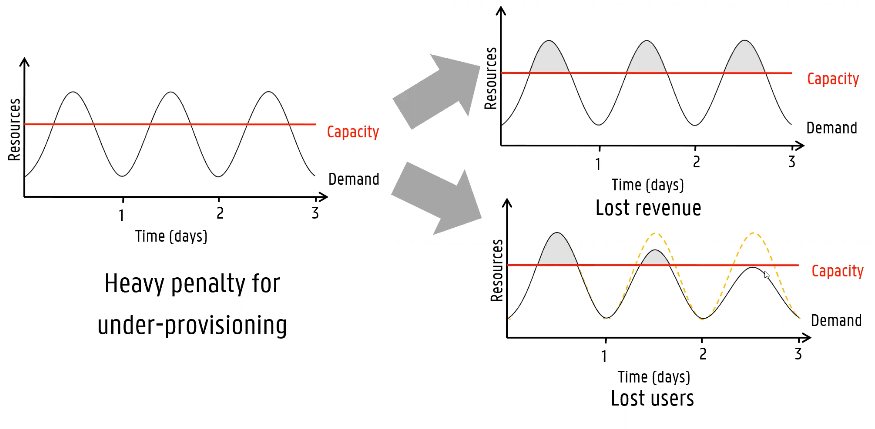 Resources
Capacity
Demand
1 2 3
Time (days)
Heavy penalty for
under-provisioning
Resources
Capacity
Demand
1 2 3
Time (days)
Lost revenue
Resources
Capacity
Demand
1 2 3
Time (days)
Lost users